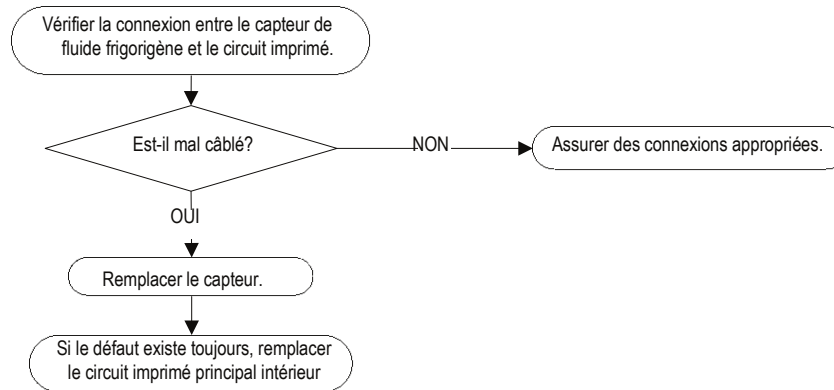 Vérifier la connexion entre le capteur de
fluide frigorigène et le circuit imprimé.
Est-il mal câblé?
NON
Assurer des connexions appropriées.
OUI
Remplacer le capteur.
Si le défaut existe toujours, remplacer
le circuit imprimé principal intérieur